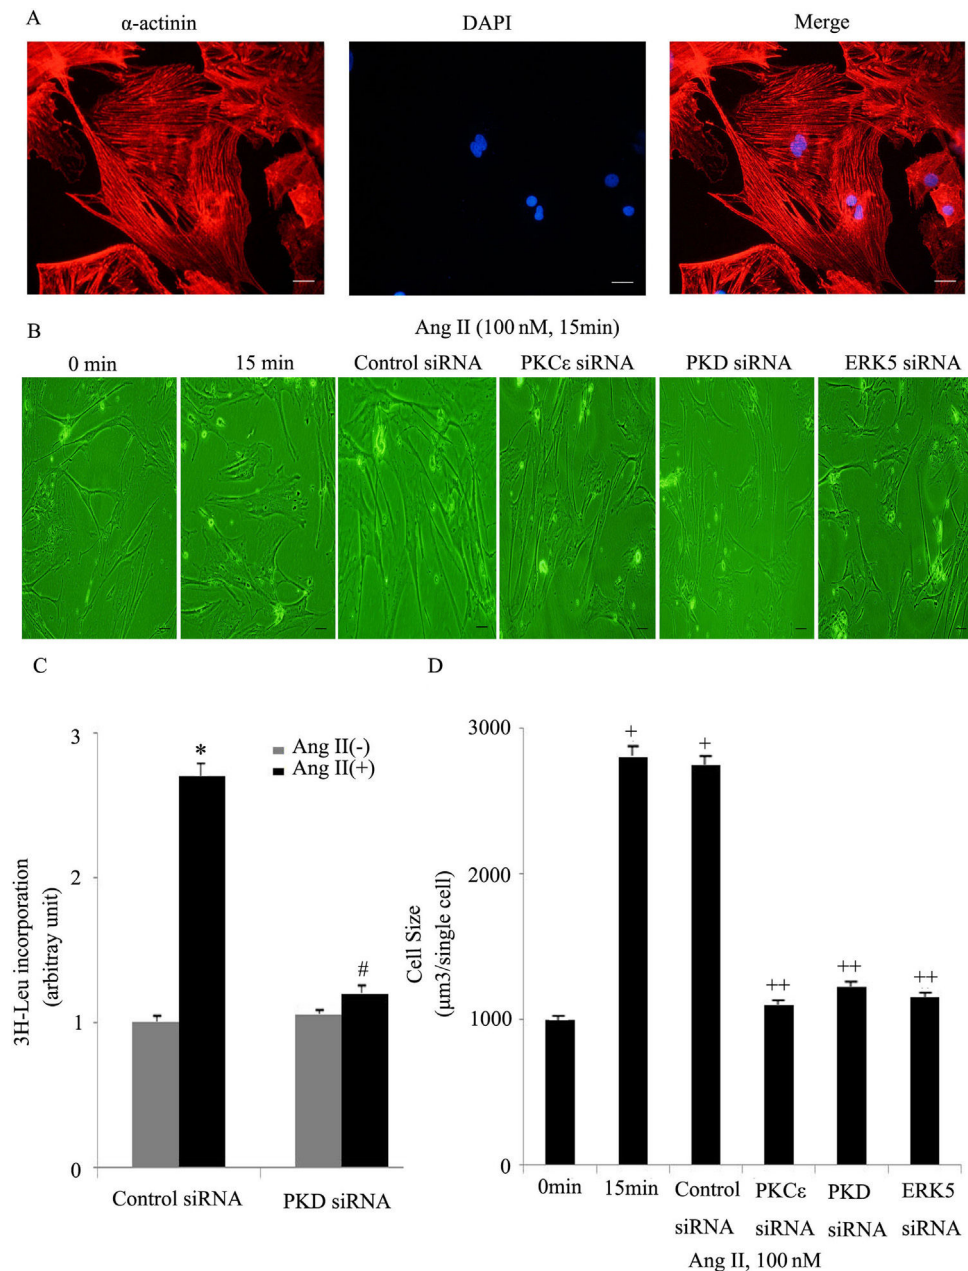 A
α-actinin DAPI Merge
B
Ang II (100 nM, 15min)
0 min 15 min Control siRNA PKCε siRNA PKD siRNA ERK5 siRNA
C
D
3H-Leu incorporation
(arbitray unit)
3
2
1
0
*
#
Ang II(-)
Ang II(+)
Control siRNA PKD siRNA
Cell Size
(μm3/single cell)
3000
2000
1000
0
+ + ++ ++ ++
0min 15min Control PKCε PKD ERK5
siRNA siRNA siRNA siRNA
Ang II, 100 nM